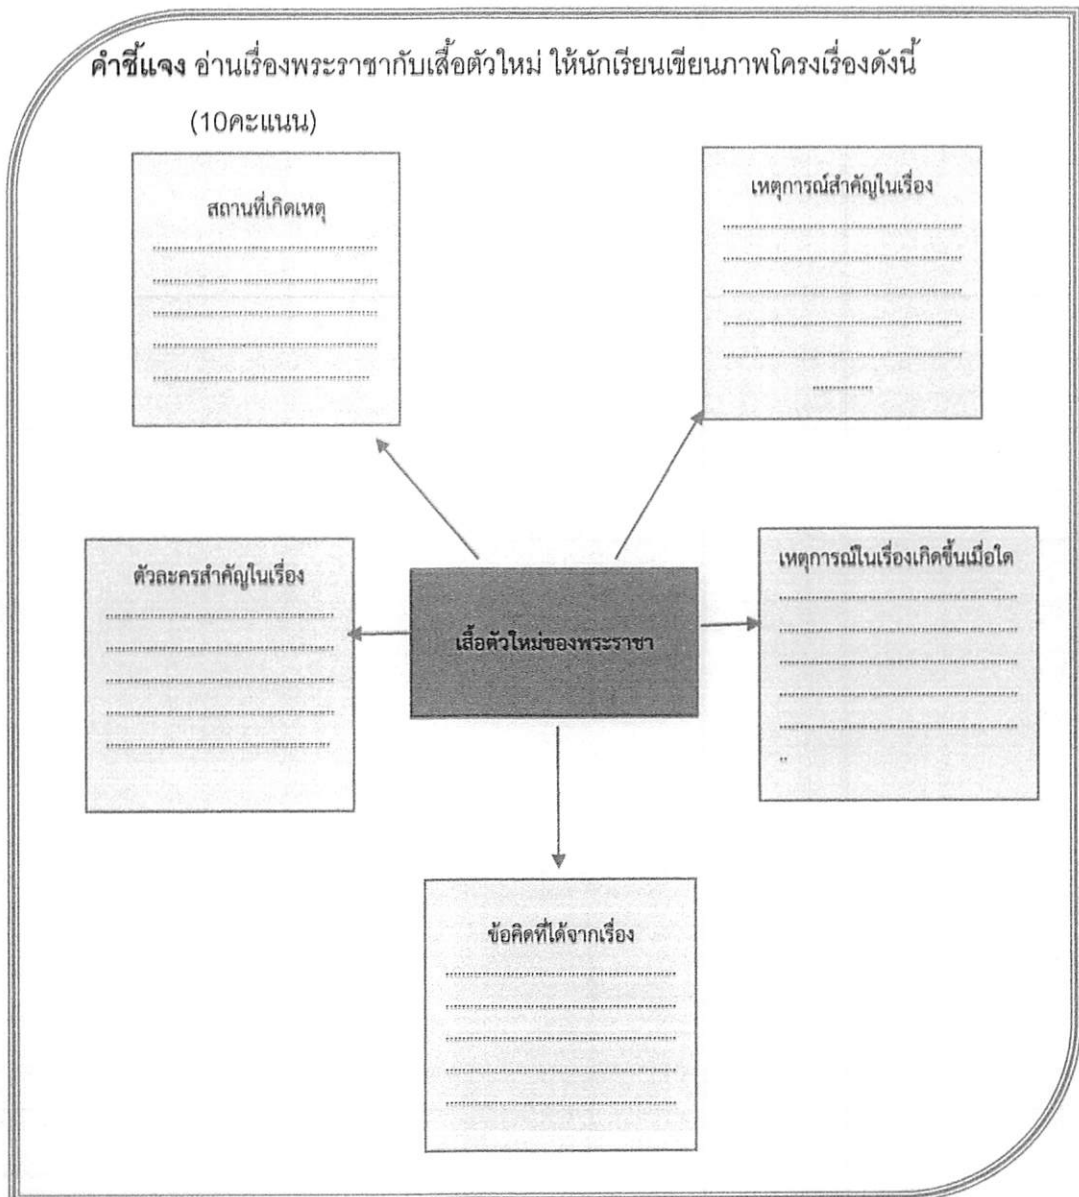 คำชี้แจง อ่านเรื่องพระราชากับเสื้อตัวใหม่ ให้นักเรียนเขียนภาพโครงเรื่องดังนี้
(10คะแนน)
สถานที่เกิดเหตุ
เหตุการณ์สำคัญในเรื่อง
ตัวละครสำคัญในเรื่อง
เสื้อตัวใหม่ของพระราชา
เหตุการณ์ในเรื่องเกิดขึ้นเมื่อใด
ข้อคิดที่ได้จากเรื่อง